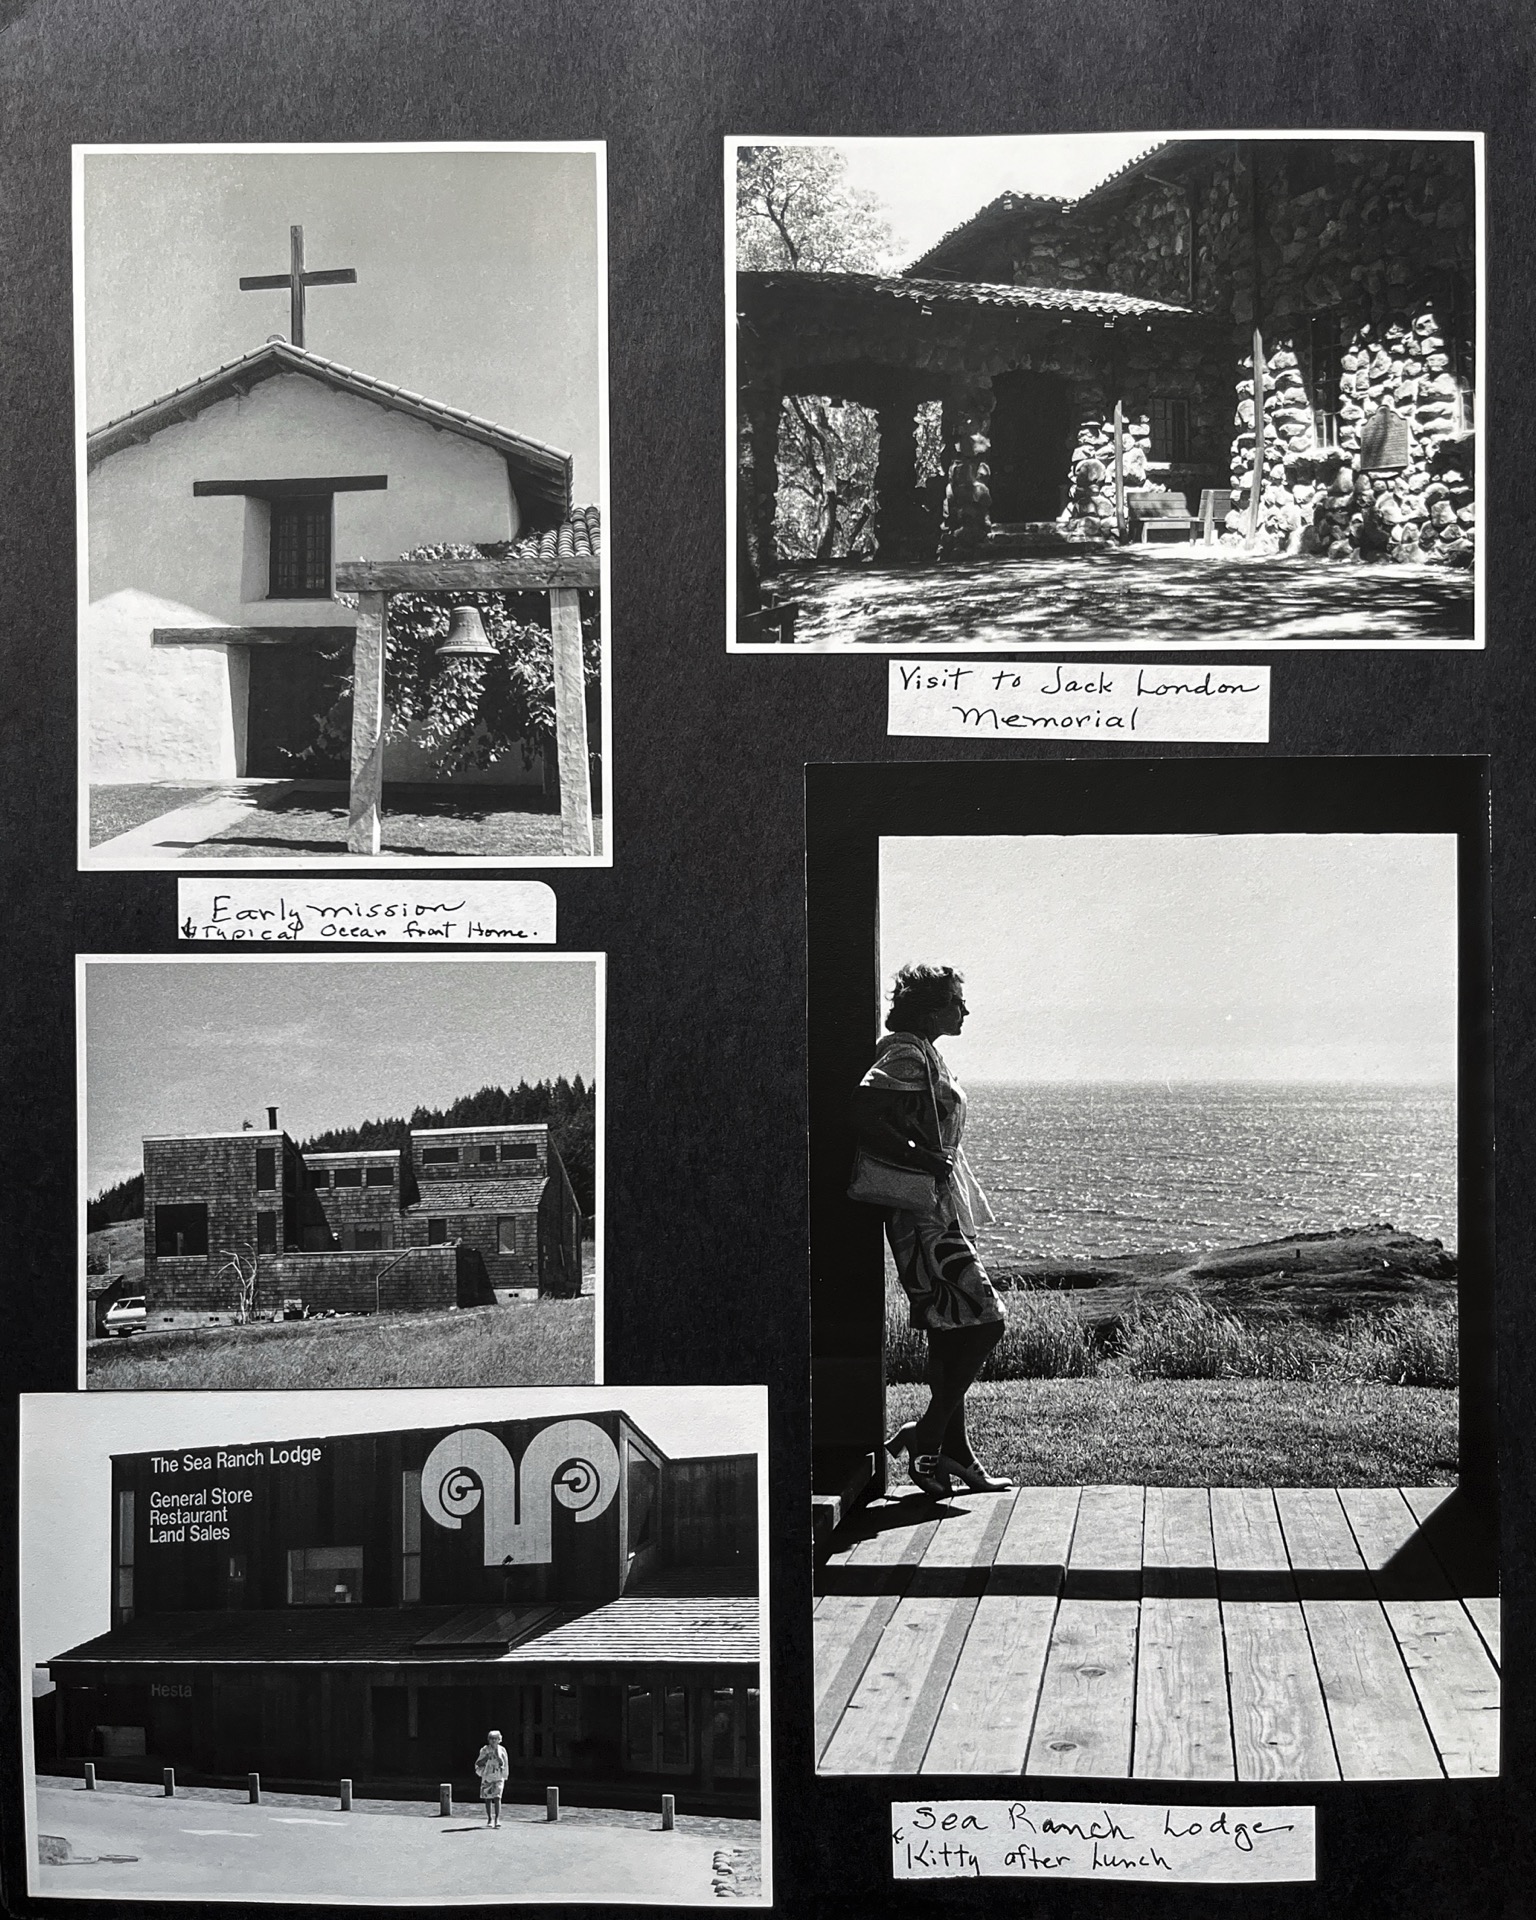 Visit to Jack London
Memorial
Early mission
↓ Typical Ocean front Home.
The Sea Ranch Lodge
General Store
Restaurant
Land Sales
Resta
Sea Ranch Lodge
Kitty after Lunch